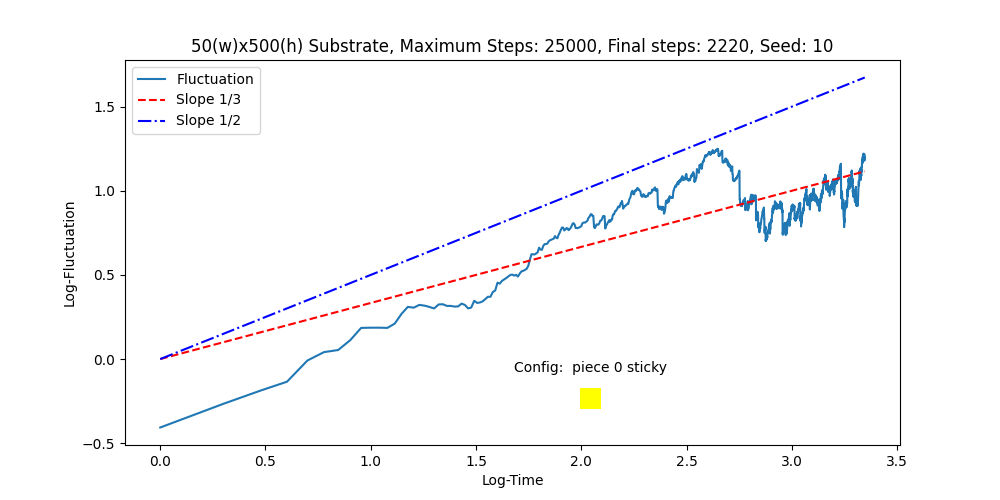 50(w)x500(h) Substrate, Maximum Steps: 25000, Final steps: 2220, Seed: 10
Fluctuation
Slope 1/3
Slope 1/2
1.5
1.0
0.5
0.0
−0.5
Log-Fluctuation
Config:  piece 0 sticky
0.0 0.5 1.0 1.5 2.0 2.5 3.0 3.5
Log-Time